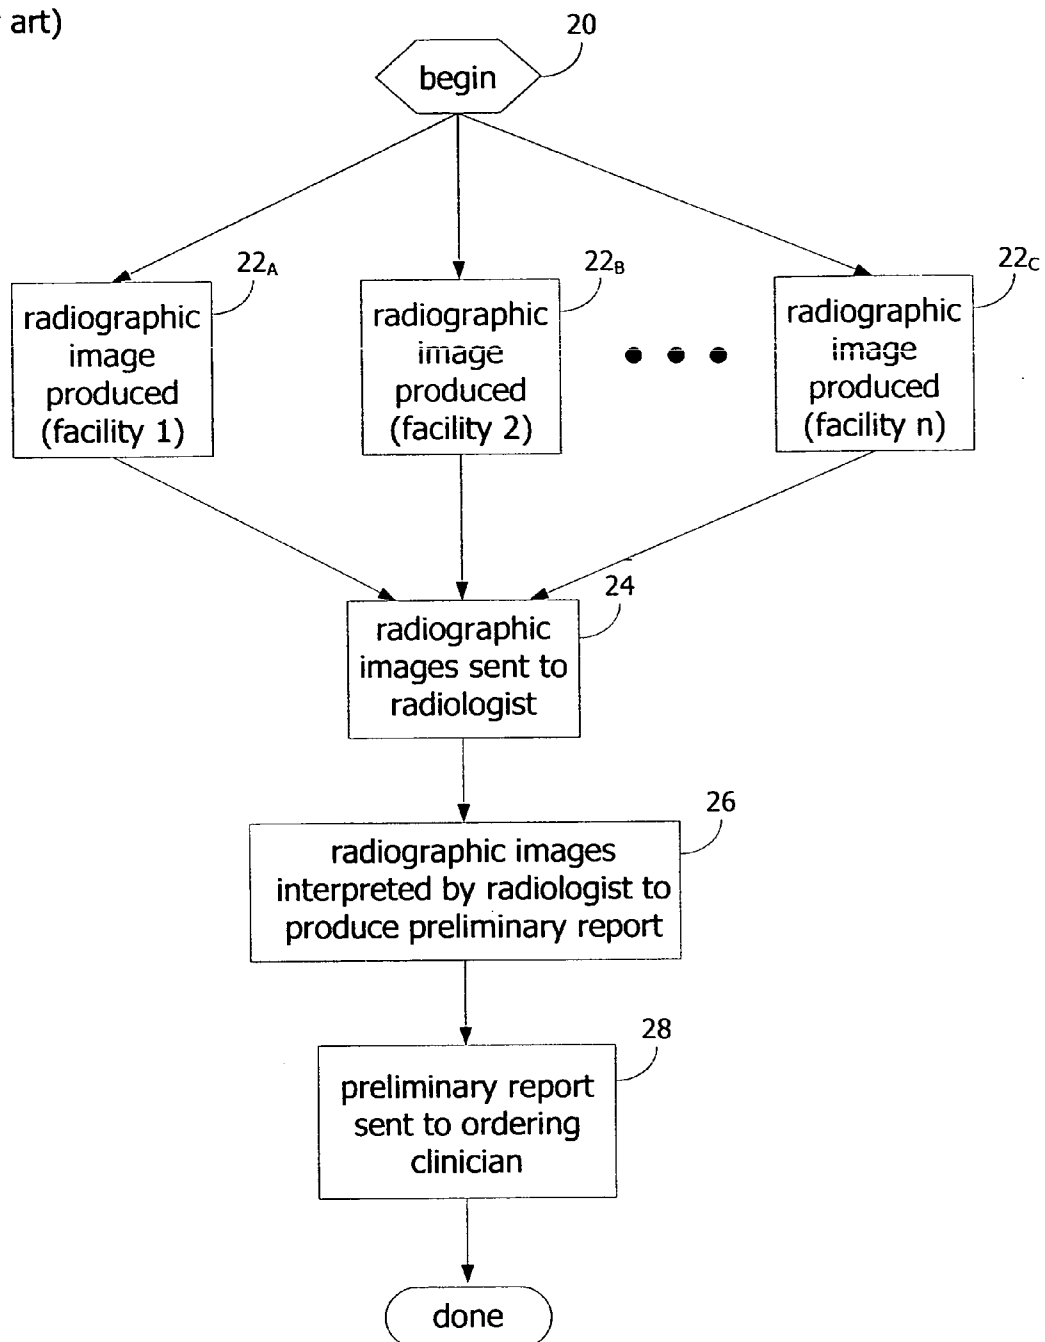 art)
20
begin
22A
22B
22C
radiographic
image
produced
(facility 1)
radiographic
image
produced
(facility 2)
radiographic
image
produced
(facility n)
24
radiographic
images sent to
radiologist
26
radiographic images
interpreted by radiologist to
produce preliminary report
28
preliminary report
sent to ordering
clinician
done